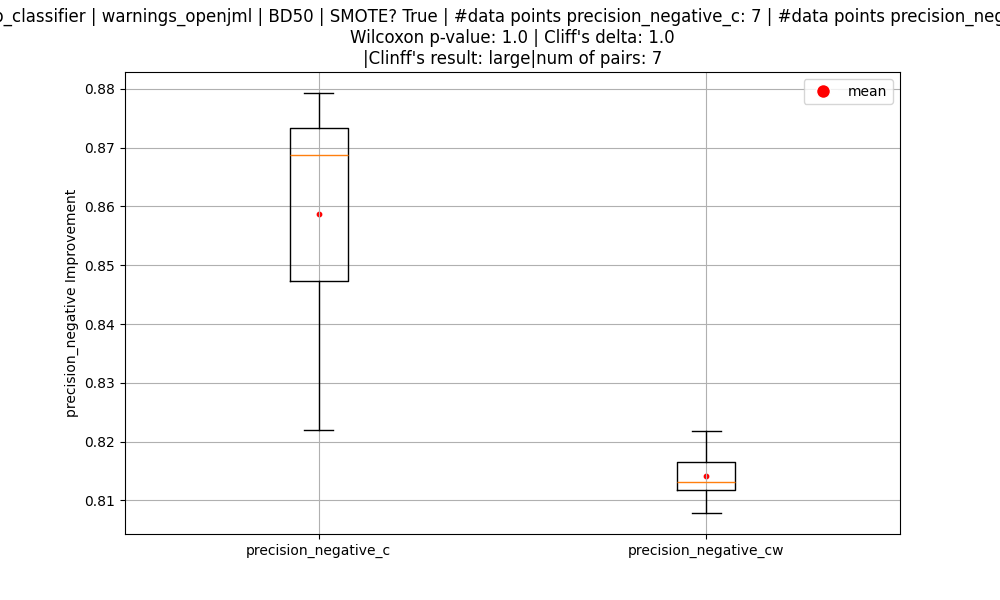 _classifier | warnings_openjml | BD50 | SMOTE? True | #data points precision_negative_c: 7 | #data points
Wilcoxon p-value: 1.0 | Cliff's delta: 1.0
|Clinff's result: large|num of pairs: 7
mean
0.88
0.87
0.86
0.85
0.84
0.83
0.82
0.81
precision_negative Improvement
precision_negative_c
precision_negative_cw